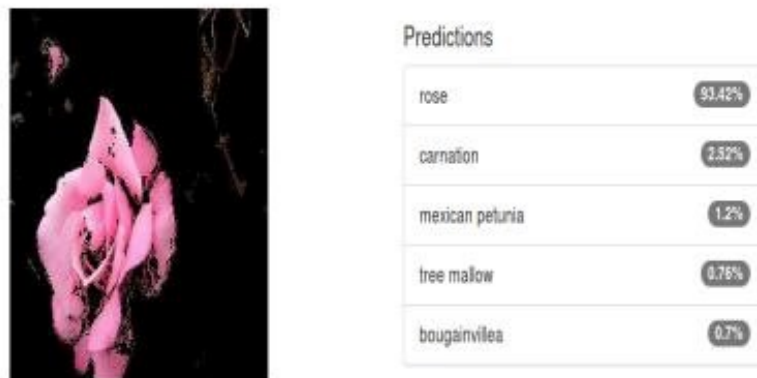 Predictions
rose 93.42%
carnation 2.52%
mexican petunia 1.2%
tree mallow 0.76%
bougainvillea 0.7%